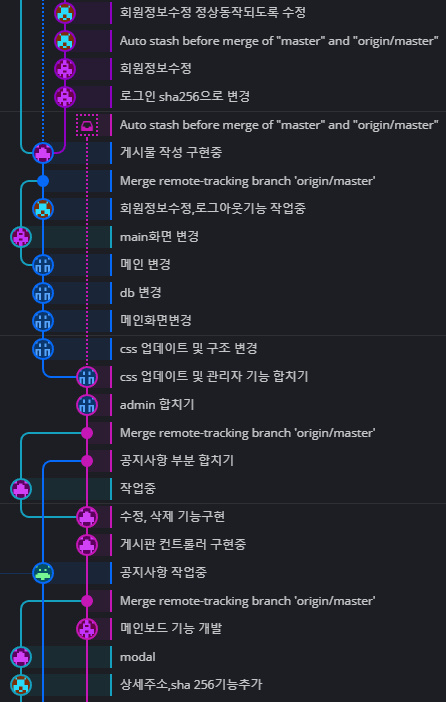 회원정보수정 정상동작되도록 수정
Auto stash before merge of "master" and "origin/master"
회원정보수정
로그인 sha256으로 변경
Auto stash before merge of "master" and "origin/master"
게시물 작성 구현중
Merge remote-tracking branch 'origin/master'
회원정보수정,로그아웃기능 작업중
main화면 변경
메인 변경
db 변경
메인화면변경
css 업데이트 및 구조 변경
css 업데이트 및 관리자 기능 합치기
admin 합치기
Merge remote-tracking branch 'origin/master'
공지사항 부분 합치기
작업중
수정, 삭제 기능구현
게시판 컨트롤러 구현중
공지사항 작업중
Merge remote-tracking branch 'origin/master'
메인보드 기능 개발
modal
상세주소,sha 256기능추가